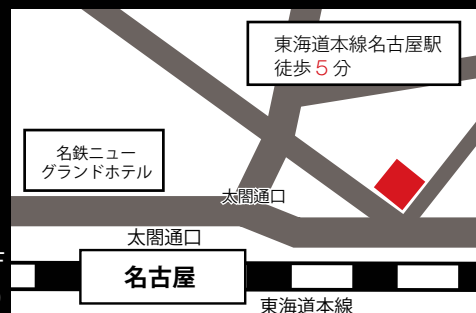 東海道本線名古屋駅
徒歩5分
名鉄ニュー
グランドホテル
太閤通口
太閤通口
名古屋
東海道本線